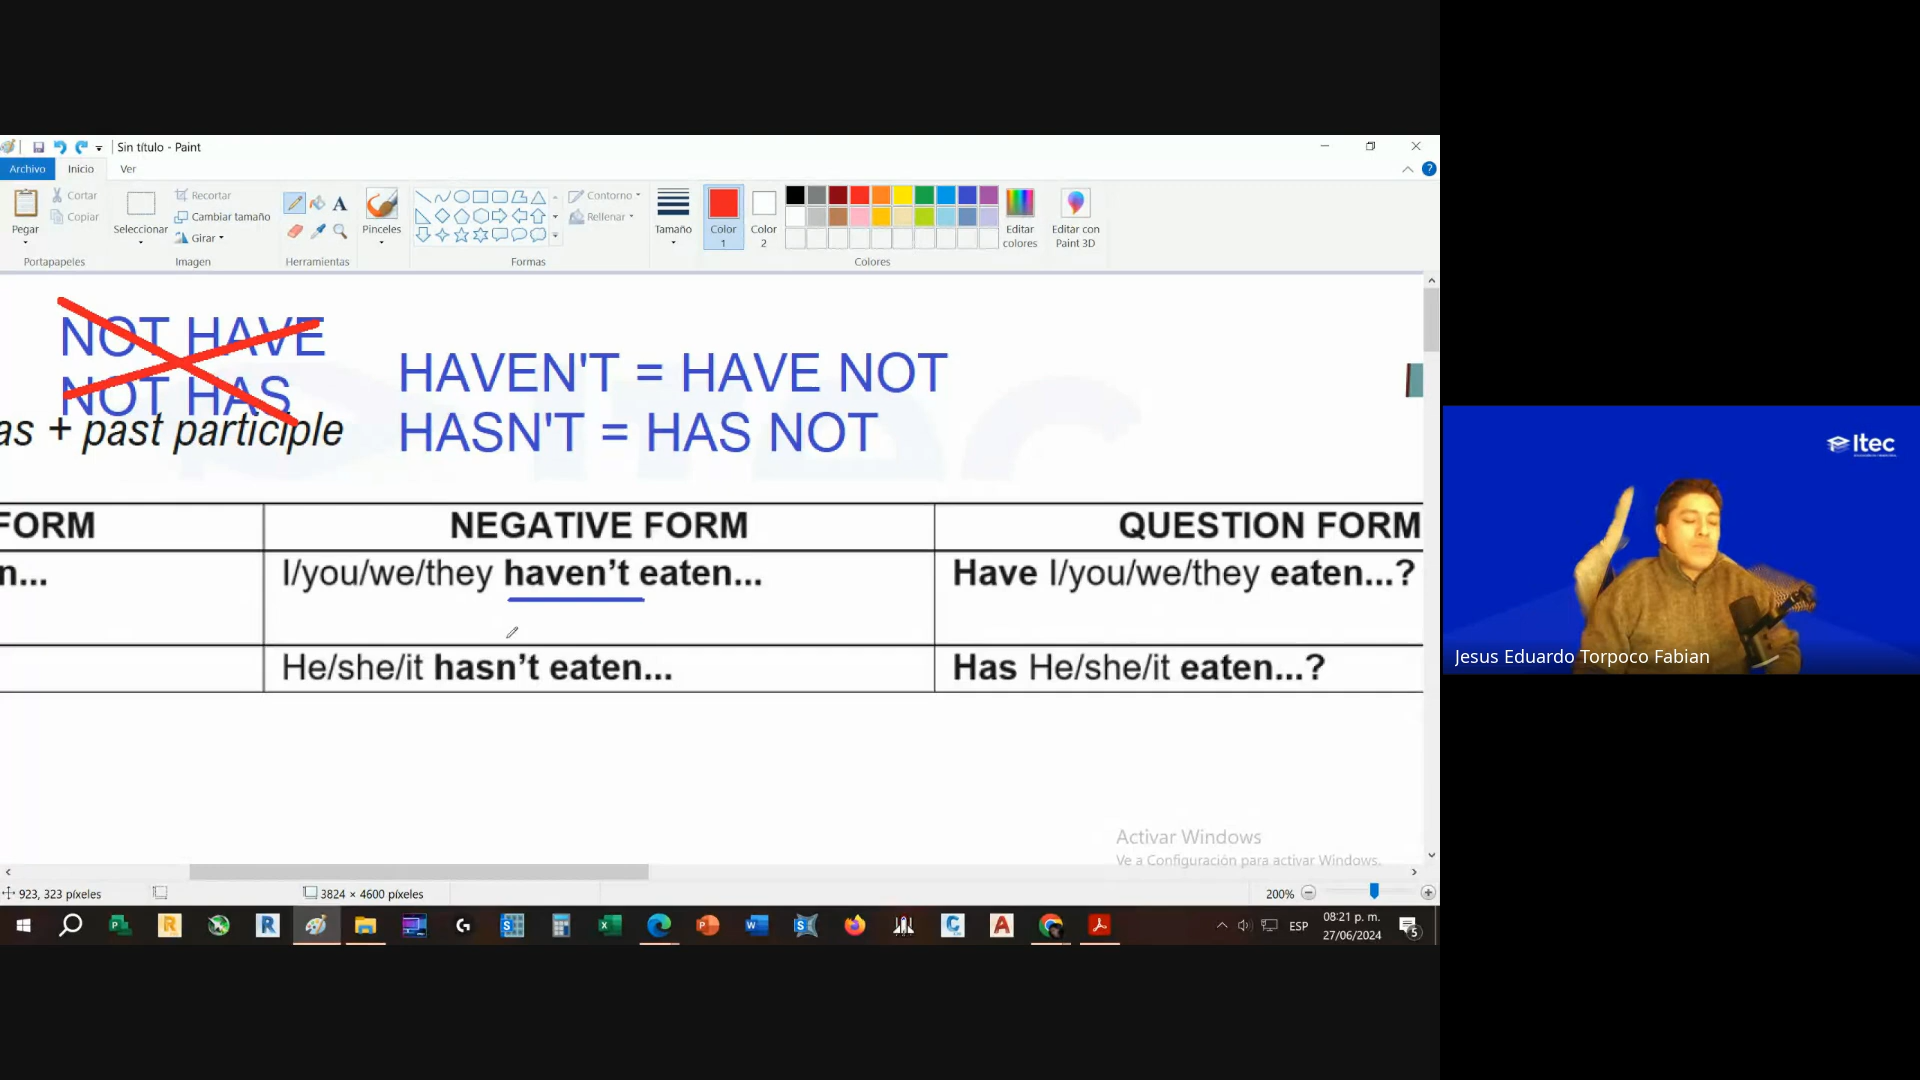 Sin título - Paint
Archivo Inicio Ver
Pegar
Cortar
Copiar
Portapapeles
Seleccionar
Recortar
Cambiar tamaño
Girar
Imagen
A
Herramientas
Pinceles
Contorno
Rellenar
Formas
Tamaño
Color 1
Color 2
Editar colores
Editar con Paint 3D
Colores
NOT HAVE
NOT HAS
HAVEN'T = HAVE NOT
HASN'T = HAS NOT
as + past participle
FORM NEGATIVE FORM QUESTION FORM
n... I/you/we/they haven't eaten... Have I/you/we/they eaten...?
He/she/it hasn't eaten... Has He/she/it eaten...?
Activar Windows
Ve a Configuración para activar Windows.
923, 323 píxeles
3824 × 4600 píxeles
200%
ESP
08:21 p. m.
27/06/2024
5
Itec
Jesus Eduardo Torpoco Fabian